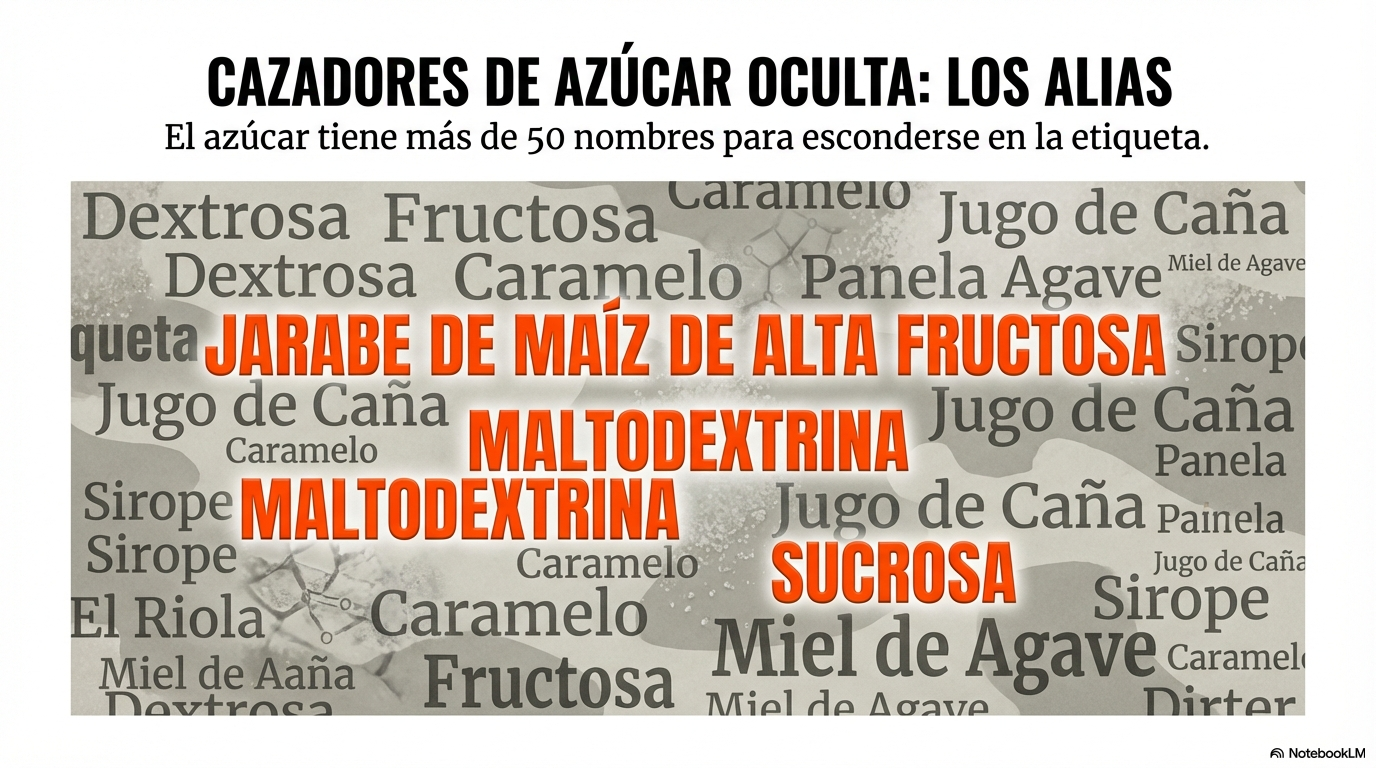 CAZADORES DE AZÚCAR OCULTA: LOS ALIAS
El azúcar tiene más de 50 nombres para esconderse en la etiqueta.
Dextrosa Fructosa Caramelo Jugo de Caña
Dextrosa Caramelo Panela Agave Miel de Agave
queta JARABE DE MAÍZ DE ALTA FRUCTOSA Sirope
Jugo de Caña MALTODEXTRINA Jugo de Caña
Caramelo Panela
Sirope MALTODEXTRINA Jugo de Caña Painela
Sirope Caramelo SUCROSA Jugo de Caña
El Riola Caramelo Sirope
Miel de Agave Caramelo
Miel de Aaña Fructosa
Dextrosa Miel de Agave Dirter
NotebookLM